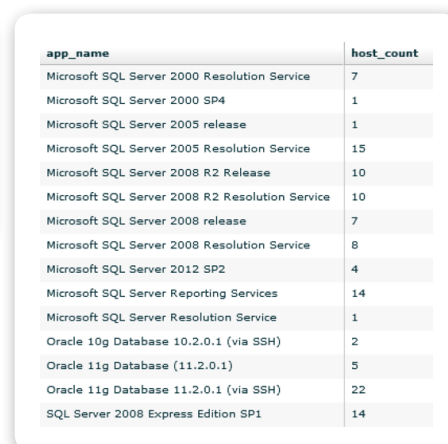 app_name host_count
Microsoft SQL Server 2000 Resolution Service 7
Microsoft SQL Server 2000 SP4 1
Microsoft SQL Server 2005 release 1
Microsoft SQL Server 2005 Resolution Service 15
Microsoft SQL Server 2008 R2 Release 10
Microsoft SQL Server 2008 R2 Resolution Service 10
Microsoft SQL Server 2008 release 7
Microsoft SQL Server 2008 Resolution Service 8
Microsoft SQL Server 2012 SP2 4
Microsoft SQL Server Reporting Services 14
Microsoft SQL Server Resolution Service 1
Oracle 10g Database 10.2.0.1 (via SSH) 2
Oracle 11g Database (11.2.0.1) 5
Oracle 11g Database 11.2.0.1 (via SSH) 22
SQL Server 2008 Express Edition SP1 14